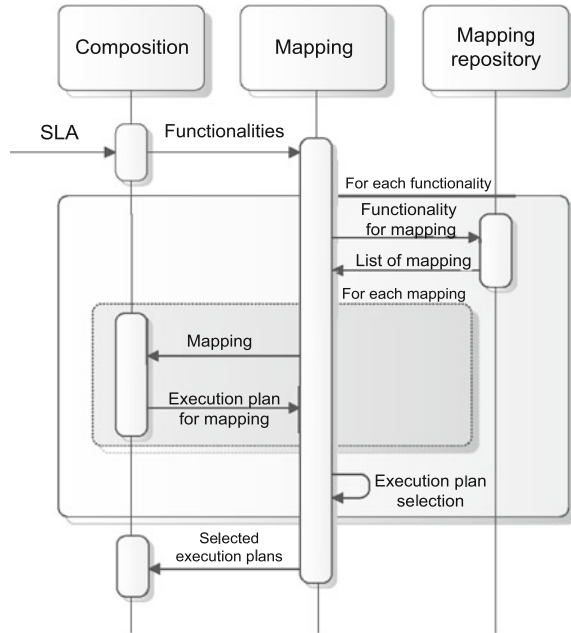 Composition
Mapping
Mapping
repository
SLA
Functionalities
For each functionality
Functionality
for mapping
List of mapping
For each mapping
Mapping
Execution plan
for mapping
Execution plan
selection
Selected
execution plans